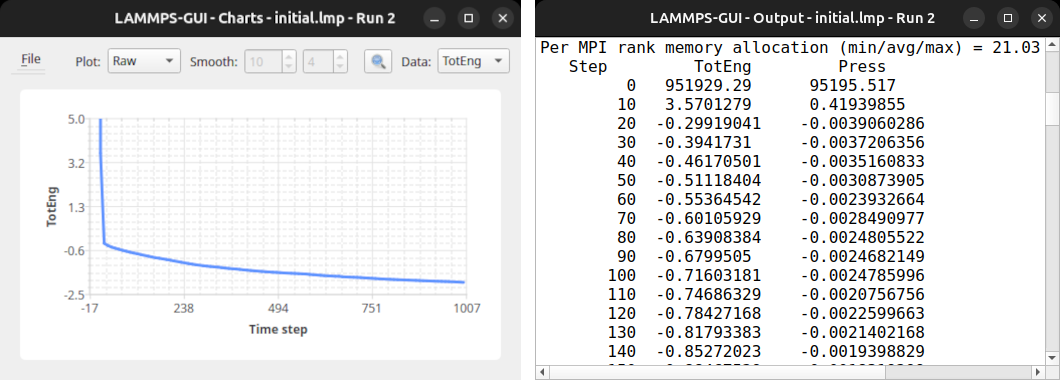 LAMMPS-GUI - Charts - initial.lmp - Run 2
File Plot: Raw Smooth: 10 4 Data: TotEng
5.0
3.2
1.3
-0.6
-2.5
TotEng
-17 238 494 751 1007
Time step
LAMMPS-GUI - Output - initial.lmp - Run 2
Per MPI rank memory allocation (min/avg/max) = 21.03
Step TotEng Press
0 951929.29 95195.517
10 3.5701279 0.41939855
20 -0.29919041 -0.0039060286
30 -0.3941731 -0.0037206356
40 -0.46170501 -0.0035160833
50 -0.51118404 -0.0030873905
60 -0.55364542 -0.0023932664
70 -0.60105929 -0.0028490977
80 -0.63908384 -0.0024805522
90 -0.6799505 -0.0024682149
100 -0.71603181 -0.0024785996
110 -0.74686329 -0.0020756756
120 -0.78427168 -0.0022599663
130 -0.81793383 -0.0021402168
140 -0.85272023 -0.0019398829